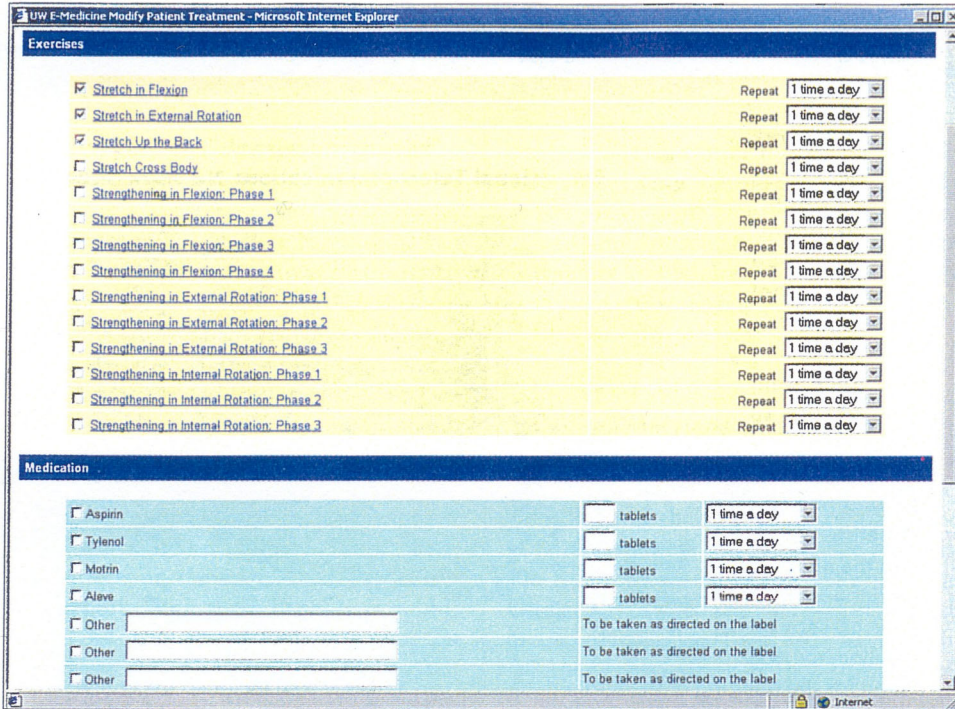 UW E-Medicine Modify Patient Treatment - Microsoft Internet Explorer
Exercises
Stretch in Flexion Repeat 1 time a day
Stretch in External Rotation Repeat 1 time a day
Stretch Up the Back Repeat 1 time a day
Stretch Cross Body Repeat 1 time a day
Strengthening in Flexion: Phase 1 Repeat 1 time a day
Strengthening in Flexion: Phase 2 Repeat 1 time a day
Strengthening in Flexion: Phase 3 Repeat 1 time a day
Strengthening in Flexion: Phase 4 Repeat 1 time a day
Strengthening in External Rotation: Phase 1 Repeat 1 time a day
Strengthening in External Rotation: Phase 2 Repeat 1 time a day
Strengthening in External Rotation: Phase 3 Repeat 1 time a day
Strengthening in Internal Rotation: Phase 1 Repeat 1 time a day
Strengthening in Internal Rotation: Phase 2 Repeat 1 time a day
Strengthening in Internal Rotation: Phase 3 Repeat 1 time a day
Medication
Aspirin tablets 1 time a day
Tylenol tablets 1 time a day
Motrin tablets 1 time a day
Aleve tablets 1 time a day
Other To be taken as directed on the label
Other To be taken as directed on the label
Other To be taken as directed on the label
Internet